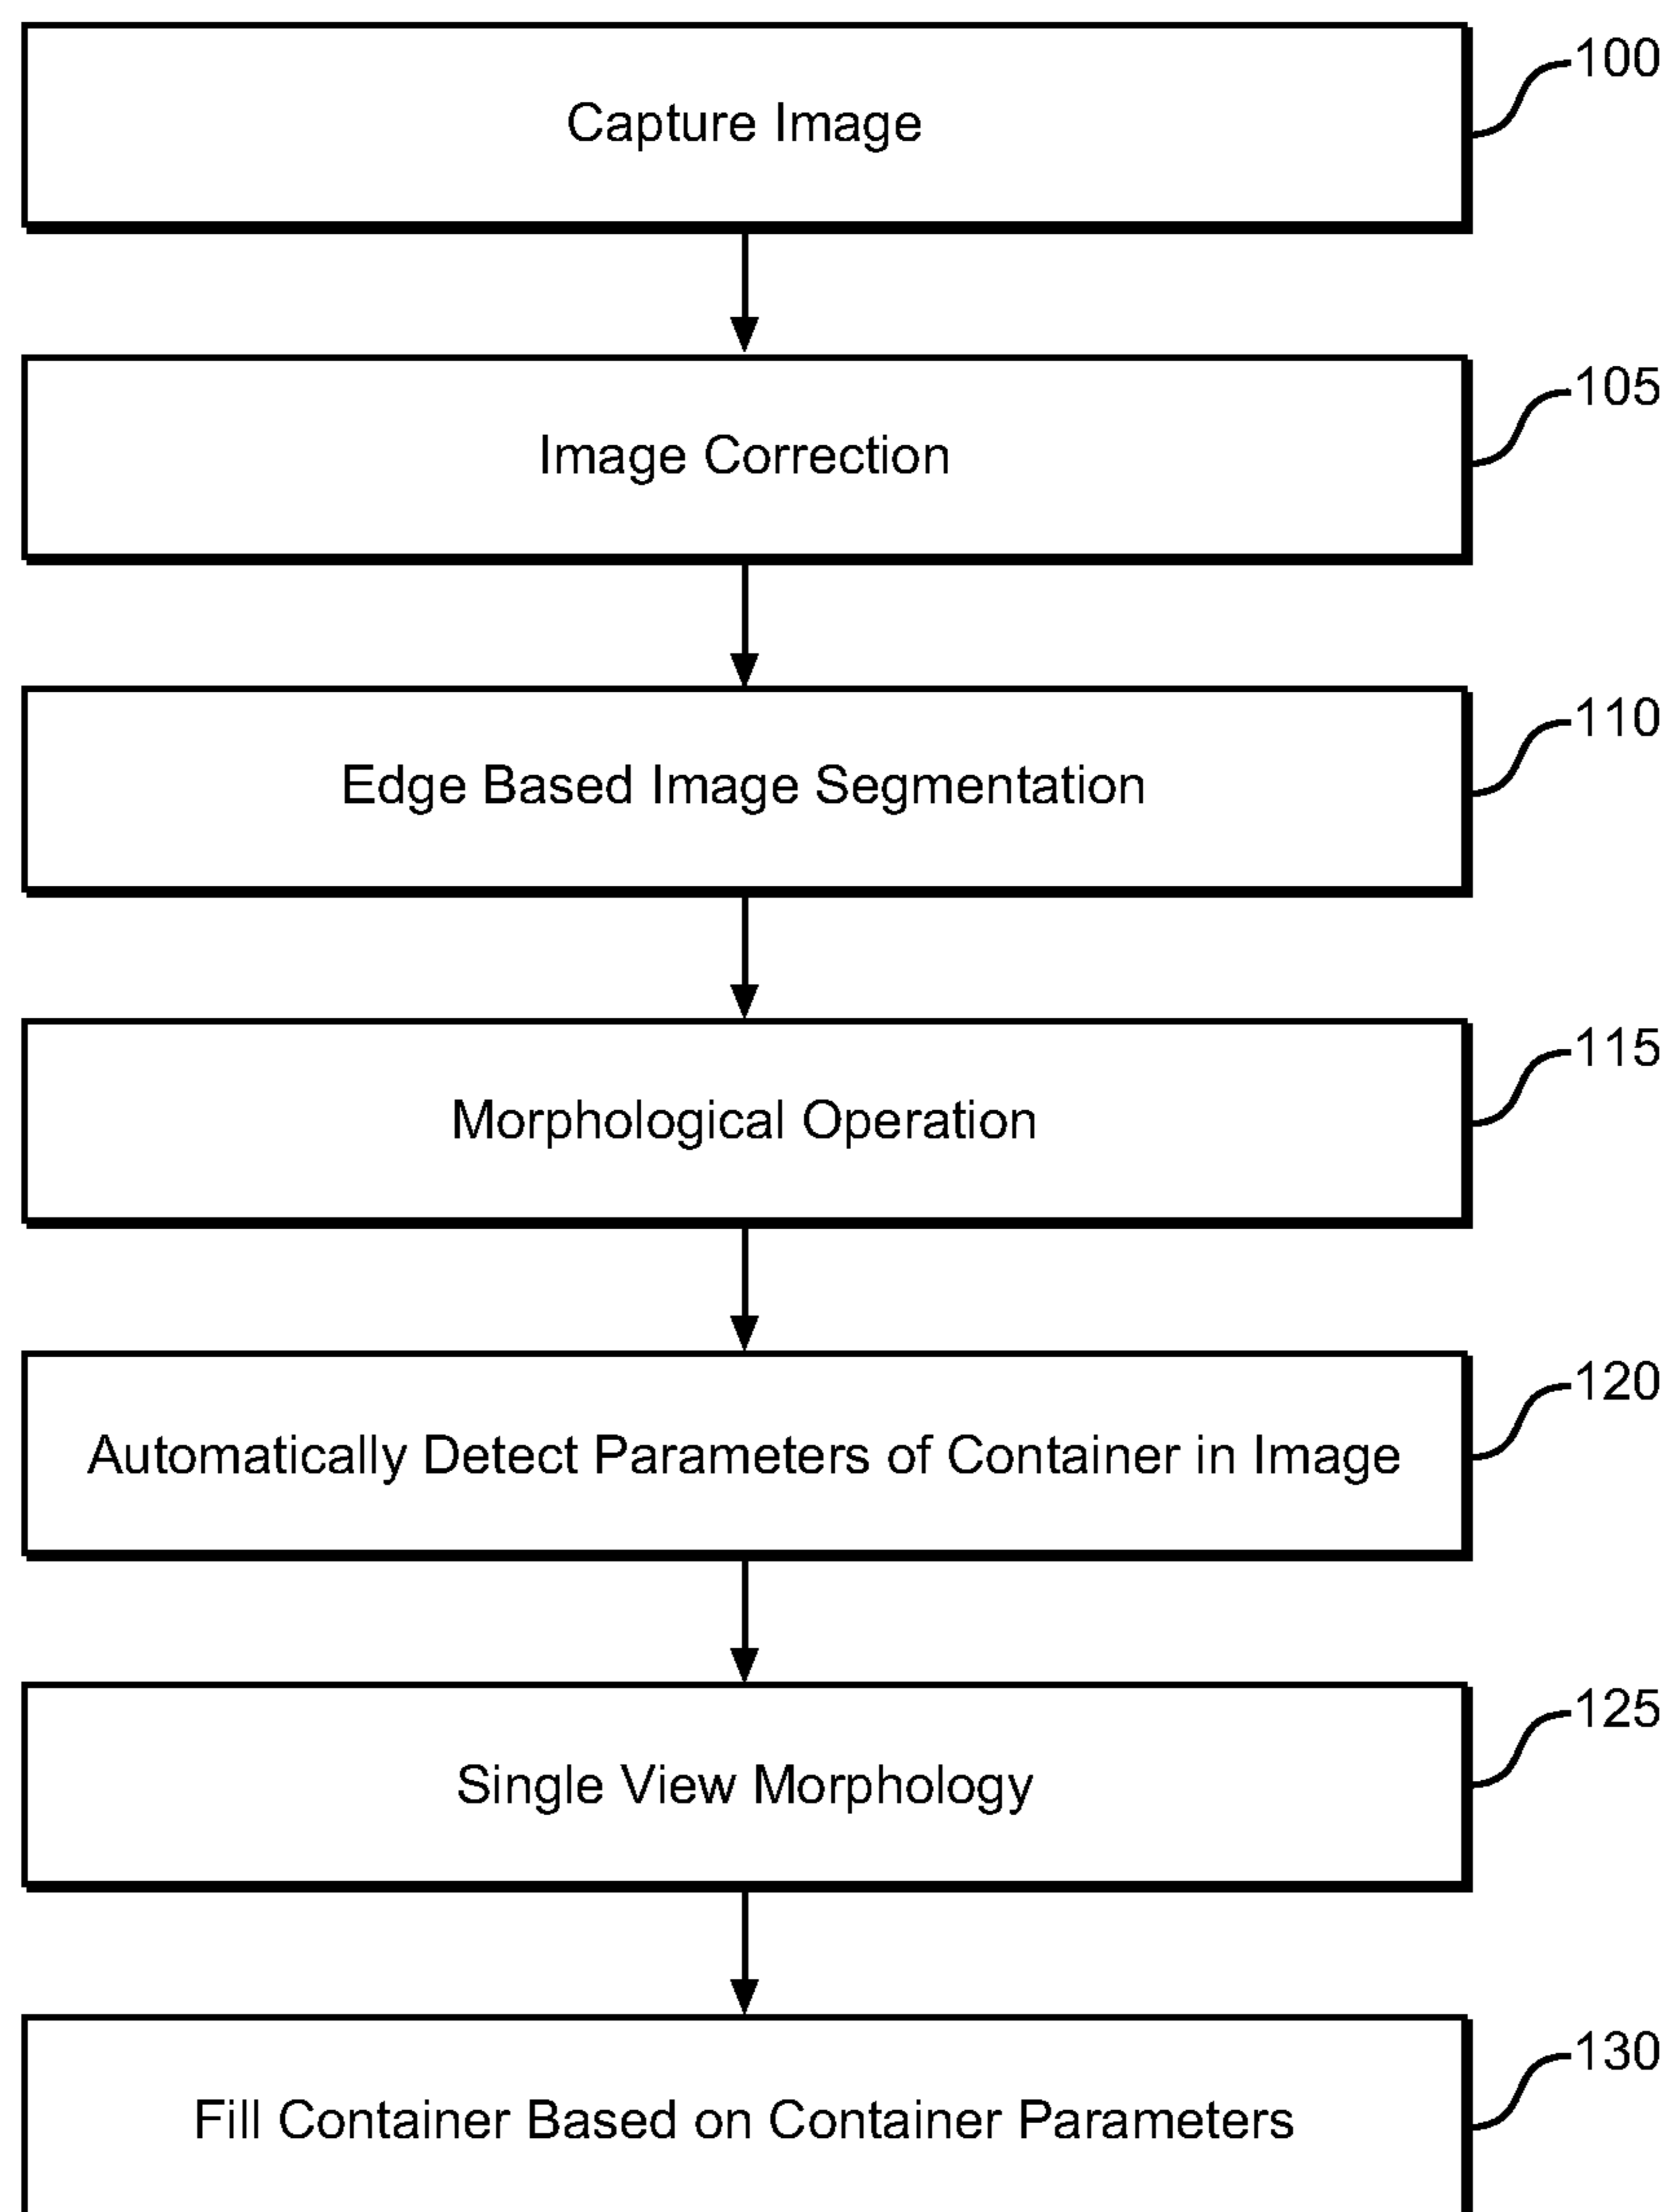 Capture Image
100
Image Correction
105
Edge Based Image Segmentation
110
Morphological Operation
115
Automatically Detect Parameters of Container in Image
120
Single View Morphology
125
Fill Container Based on Container Parameters
130